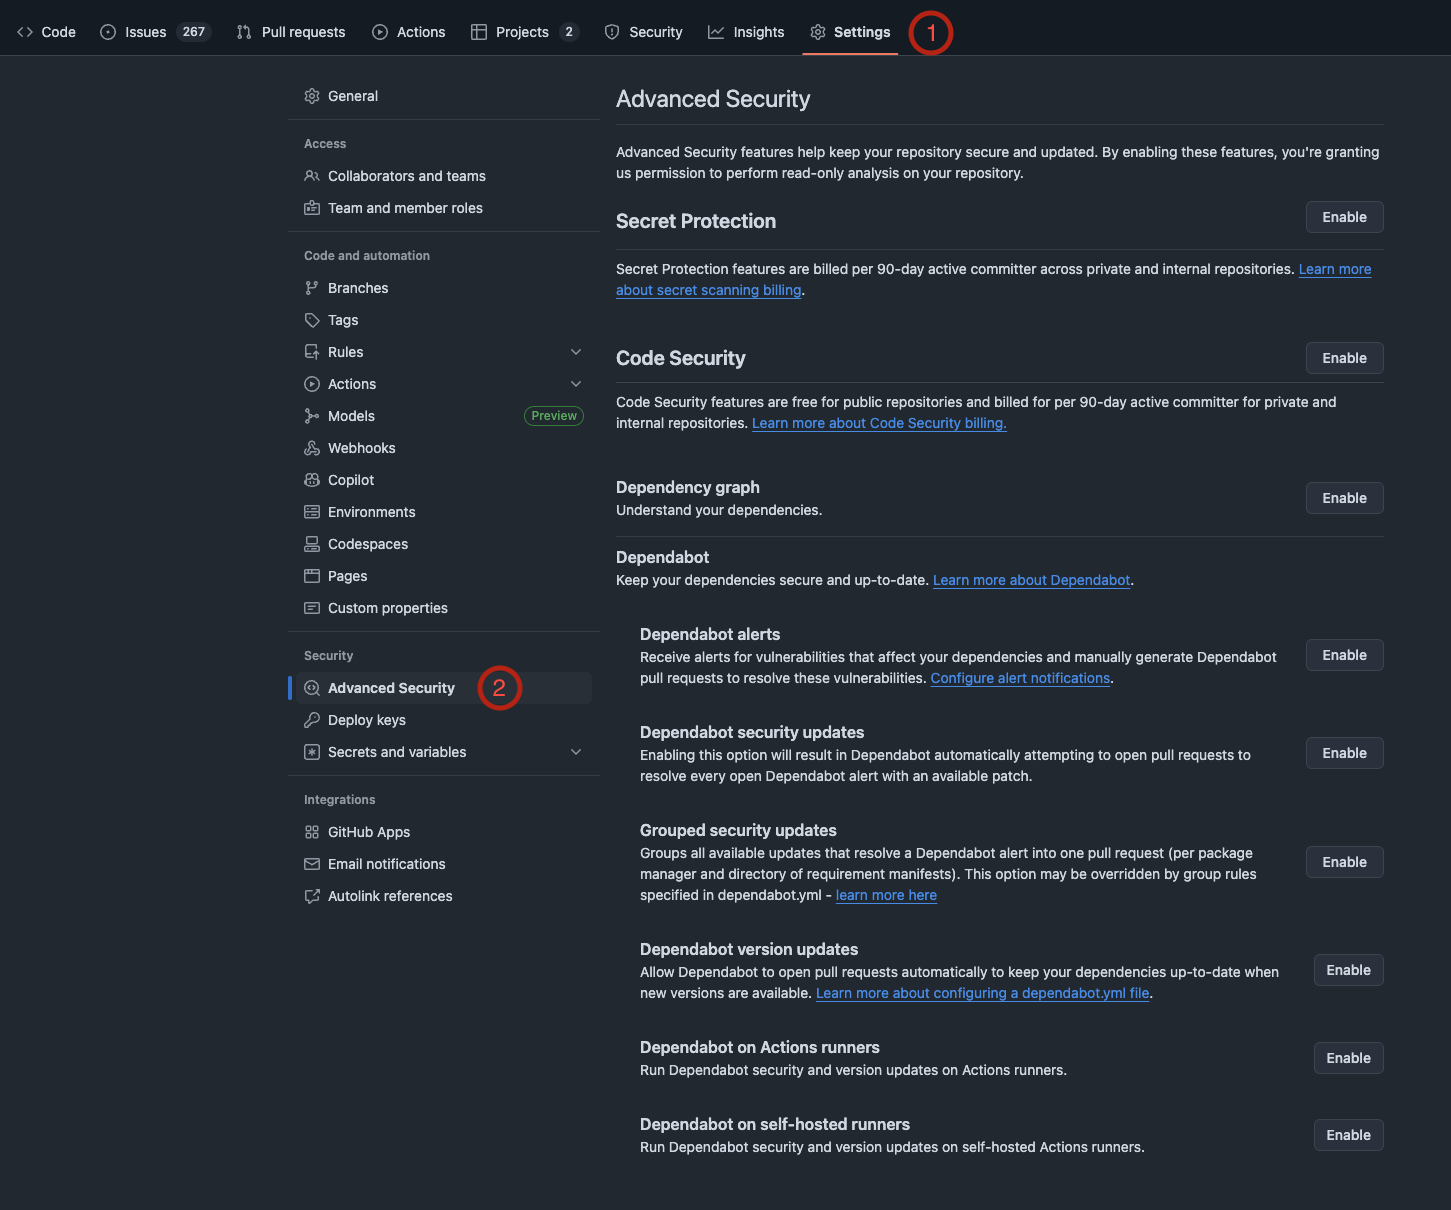 Code Issues 267 Pull requests Actions Projects 2 Security Insights Settings 1
General
Access
Collaborators and teams
Team and member roles
Code and automation
Branches
Tags
Rules
Actions
Models Preview
Webhooks
Copilot
Environments
Codespaces
Pages
Custom properties
Security
Advanced Security 2
Deploy keys
Secrets and variables
Integrations
GitHub Apps
Email notifications
Autolink references
Advanced Security
Advanced Security features help keep your repository secure and updated. By enabling these features, you're granting
us permission to perform read-only analysis on your repository.
Secret Protection Enable
Secret Protection features are billed per 90-day active committer across private and internal repositories. Learn more
about secret scanning billing.
Code Security Enable
Code Security features are free for public repositories and billed for per 90-day active committer for private and
internal repositories. Learn more about Code Security billing.
Dependency graph Enable
Understand your dependencies.
Dependabot
Keep your dependencies secure and up-to-date. Learn more about Dependabot.
Dependabot alerts
Receive alerts for vulnerabilities that affect your dependencies and manually generate Dependabot Enable
pull requests to resolve these vulnerabilities. Configure alert notifications.
Dependabot security updates
Enabling this option will result in Dependabot automatically attempting to open pull requests to Enable
resolve every open Dependabot alert with an available patch.
Grouped security updates
Groups all available updates that resolve a Dependabot alert into one pull request (per package Enable
manager and directory of requirement manifests). This option may be overridden by group rules
specified in dependabot.yml - learn more here
Dependabot version updates
Allow Dependabot to open pull requests automatically to keep your dependencies up-to-date when Enable
new versions are available. Learn more about configuring a dependabot.yml file.
Dependabot on Actions runners Enable
Run Dependabot security and version updates on Actions runners.
Dependabot on self-hosted runners Enable
Run Dependabot security and version updates on self-hosted Actions runners.